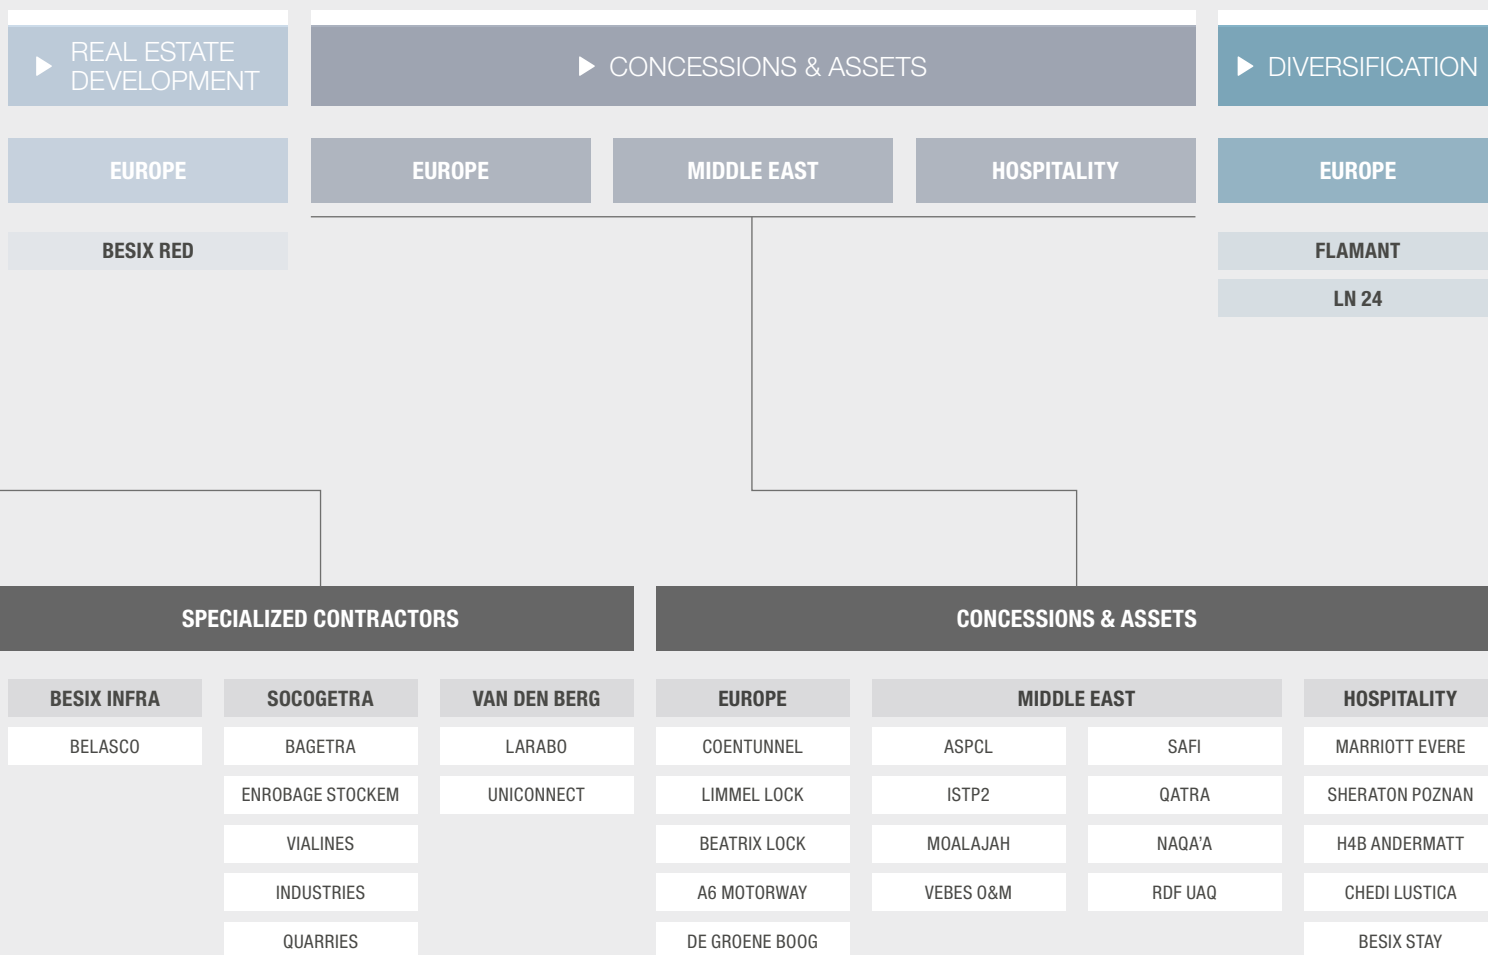 REAL ESTATE
DEVELOPMENT
CONCESSIONS & ASSETS
DIVERSIFICATION
EUROPE
EUROPE
MIDDLE EAST
HOSPITALITY
EUROPE
BESIX RED
FLAMANT
LN 24
SPECIALIZED CONTRACTORS
CONCESSIONS & ASSETS
BESIX INFRA
SOCOGETRA
VAN DEN BERG
EUROPE
MIDDLE EAST
HOSPITALITY
BELASCO
BAGETRA
LARABO
COENTUNNEL
ASPCL
SAFI
MARRIOTT EVERE
ENROBAGE STOCKEM
UNICONNECT
LIMMEL LOCK
ISTP2
QATRA
SHERATON POZNAN
VIALINES
BEATRIX LOCK
MOALAJAH
NAQA'A
H4B ANDERMATT
INDUSTRIES
A6 MOTORWAY
VEBES O&M
RDF UAQ
CHEDI LUSTICA
QUARRIES
DE GROENE BOOG
BESIX STAY